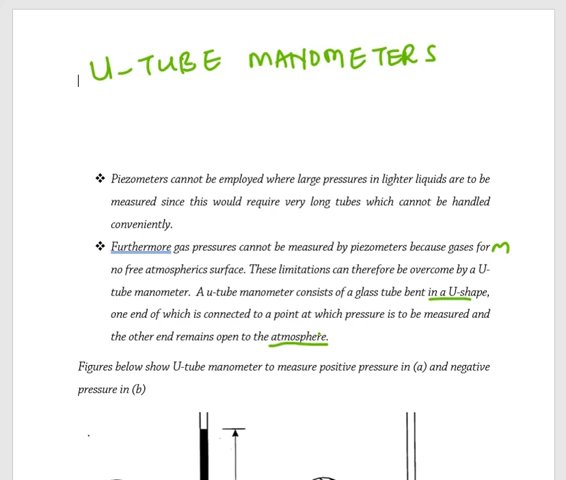 U-TUBE MANOMETERS
❖ Piezometers cannot be employed where large pressures in lighter liquids are to be
measured since this would require very long tubes which cannot be handled
conveniently.
❖ Furthermore gas pressures cannot be measured by piezometers because gases for m
no free atmospherics surface. These limitations can therefore be overcome by a U-
tube manometer. A u-tube manometer consists of a glass tube bent in a U-shape,
one end of which is connected to a point at which pressure is to be measured and
the other end remains open to the atmosphere.
Figures below show U-tube manometer to measure positive pressure in (a) and negative
pressure in (b)